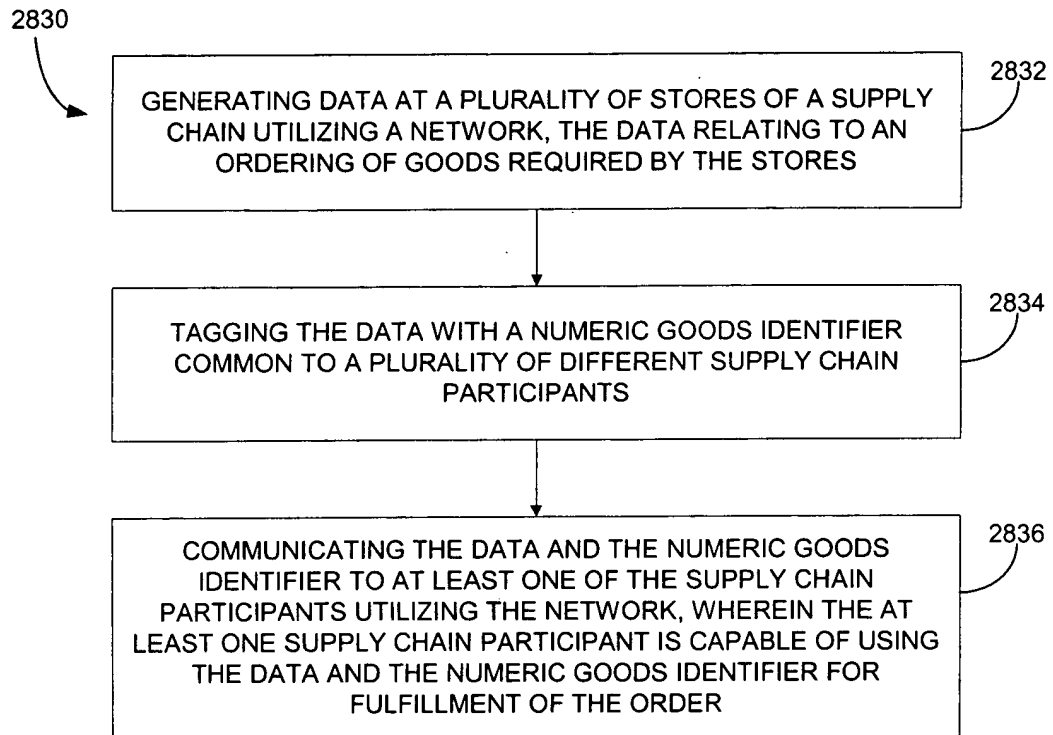 2830
2832
GENERATING DATA AT A PLURALITY OF STORES OF A SUPPLY
CHAIN UTILIZING A NETWORK, THE DATA RELATING TO AN
ORDERING OF GOODS REQUIRED BY THE STORES
2834
TAGGING THE DATA WITH A NUMERIC GOODS IDENTIFIER
COMMON TO A PLURALITY OF DIFFERENT SUPPLY CHAIN
PARTICIPANTS
2836
COMMUNICATING THE DATA AND THE NUMERIC GOODS
IDENTIFIER TO AT LEAST ONE OF THE SUPPLY CHAIN
PARTICIPANTS UTILIZING THE NETWORK, WHEREIN THE AT
LEAST ONE SUPPLY CHAIN PARTICIPANT IS CAPABLE OF USING
THE DATA AND THE NUMERIC GOODS IDENTIFIER FOR
FULFILLMENT OF THE ORDER